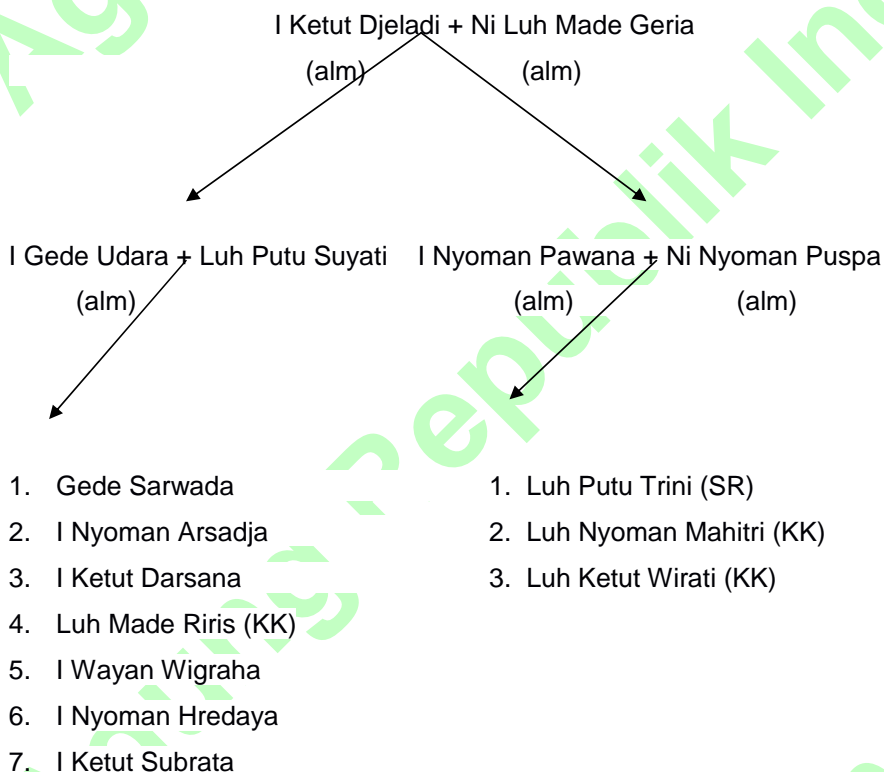 I Ketut Djeladi + Ni Luh Made Geria
(alm) (alm)
I Gede Udara + Luh Putu Suyati I Nyoman Pawana + Ni Nyoman Puspa
(alm) (alm) (alm)
1. Gede Sarwada
2. I Nyoman Arsadja
3. I Ketut Darsana
4. Luh Made Riris (KK)
5. I Wayan Wigraha
6. I Nyoman Hredaya
7. I Ketut Subrata
1. Luh Putu Trini (SR)
2. Luh Nyoman Mahitri (KK)
3. Luh Ketut Wirati (KK)